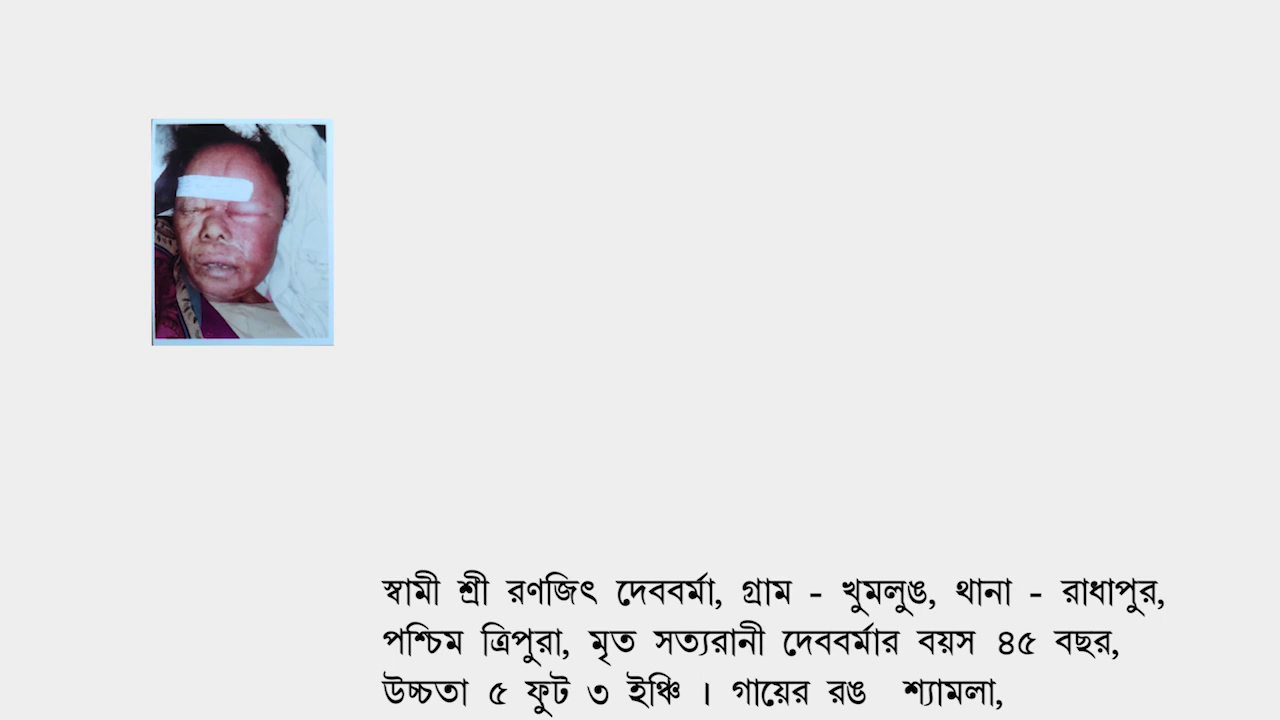 স্বামী শ্রী রণজিৎ দেববর্মা, গ্রাম - খুমলুঙ, থানা - রাধাপুর,
পশ্চিম ত্রিপুরা, মৃত সত্যরানী দেববর্মার বয়স ৪৫ বছর,
উচ্চতা ৫ ফুট ৩ ইঞ্চি । গায়ের রঙ শ্যামলা,